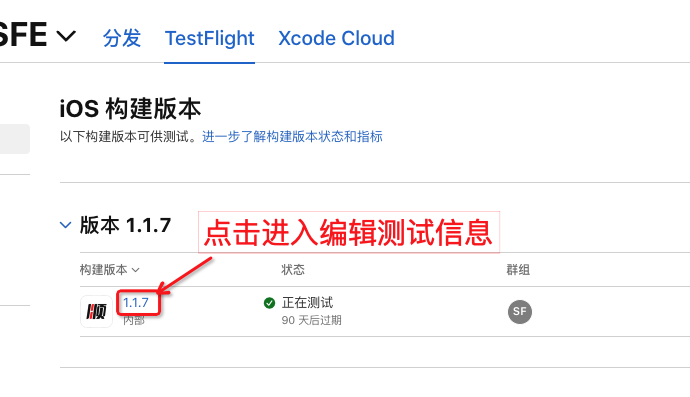 SFE
分发 TestFlight Xcode Cloud
iOS 构建版本
以下构建版本可供测试。进一步了解构建版本状态和指标
版本 1.1.7
点击进入编辑测试信息
构建版本 状态 群组
顺 1.1.7 正在测试 SF
内部 90 天后过期